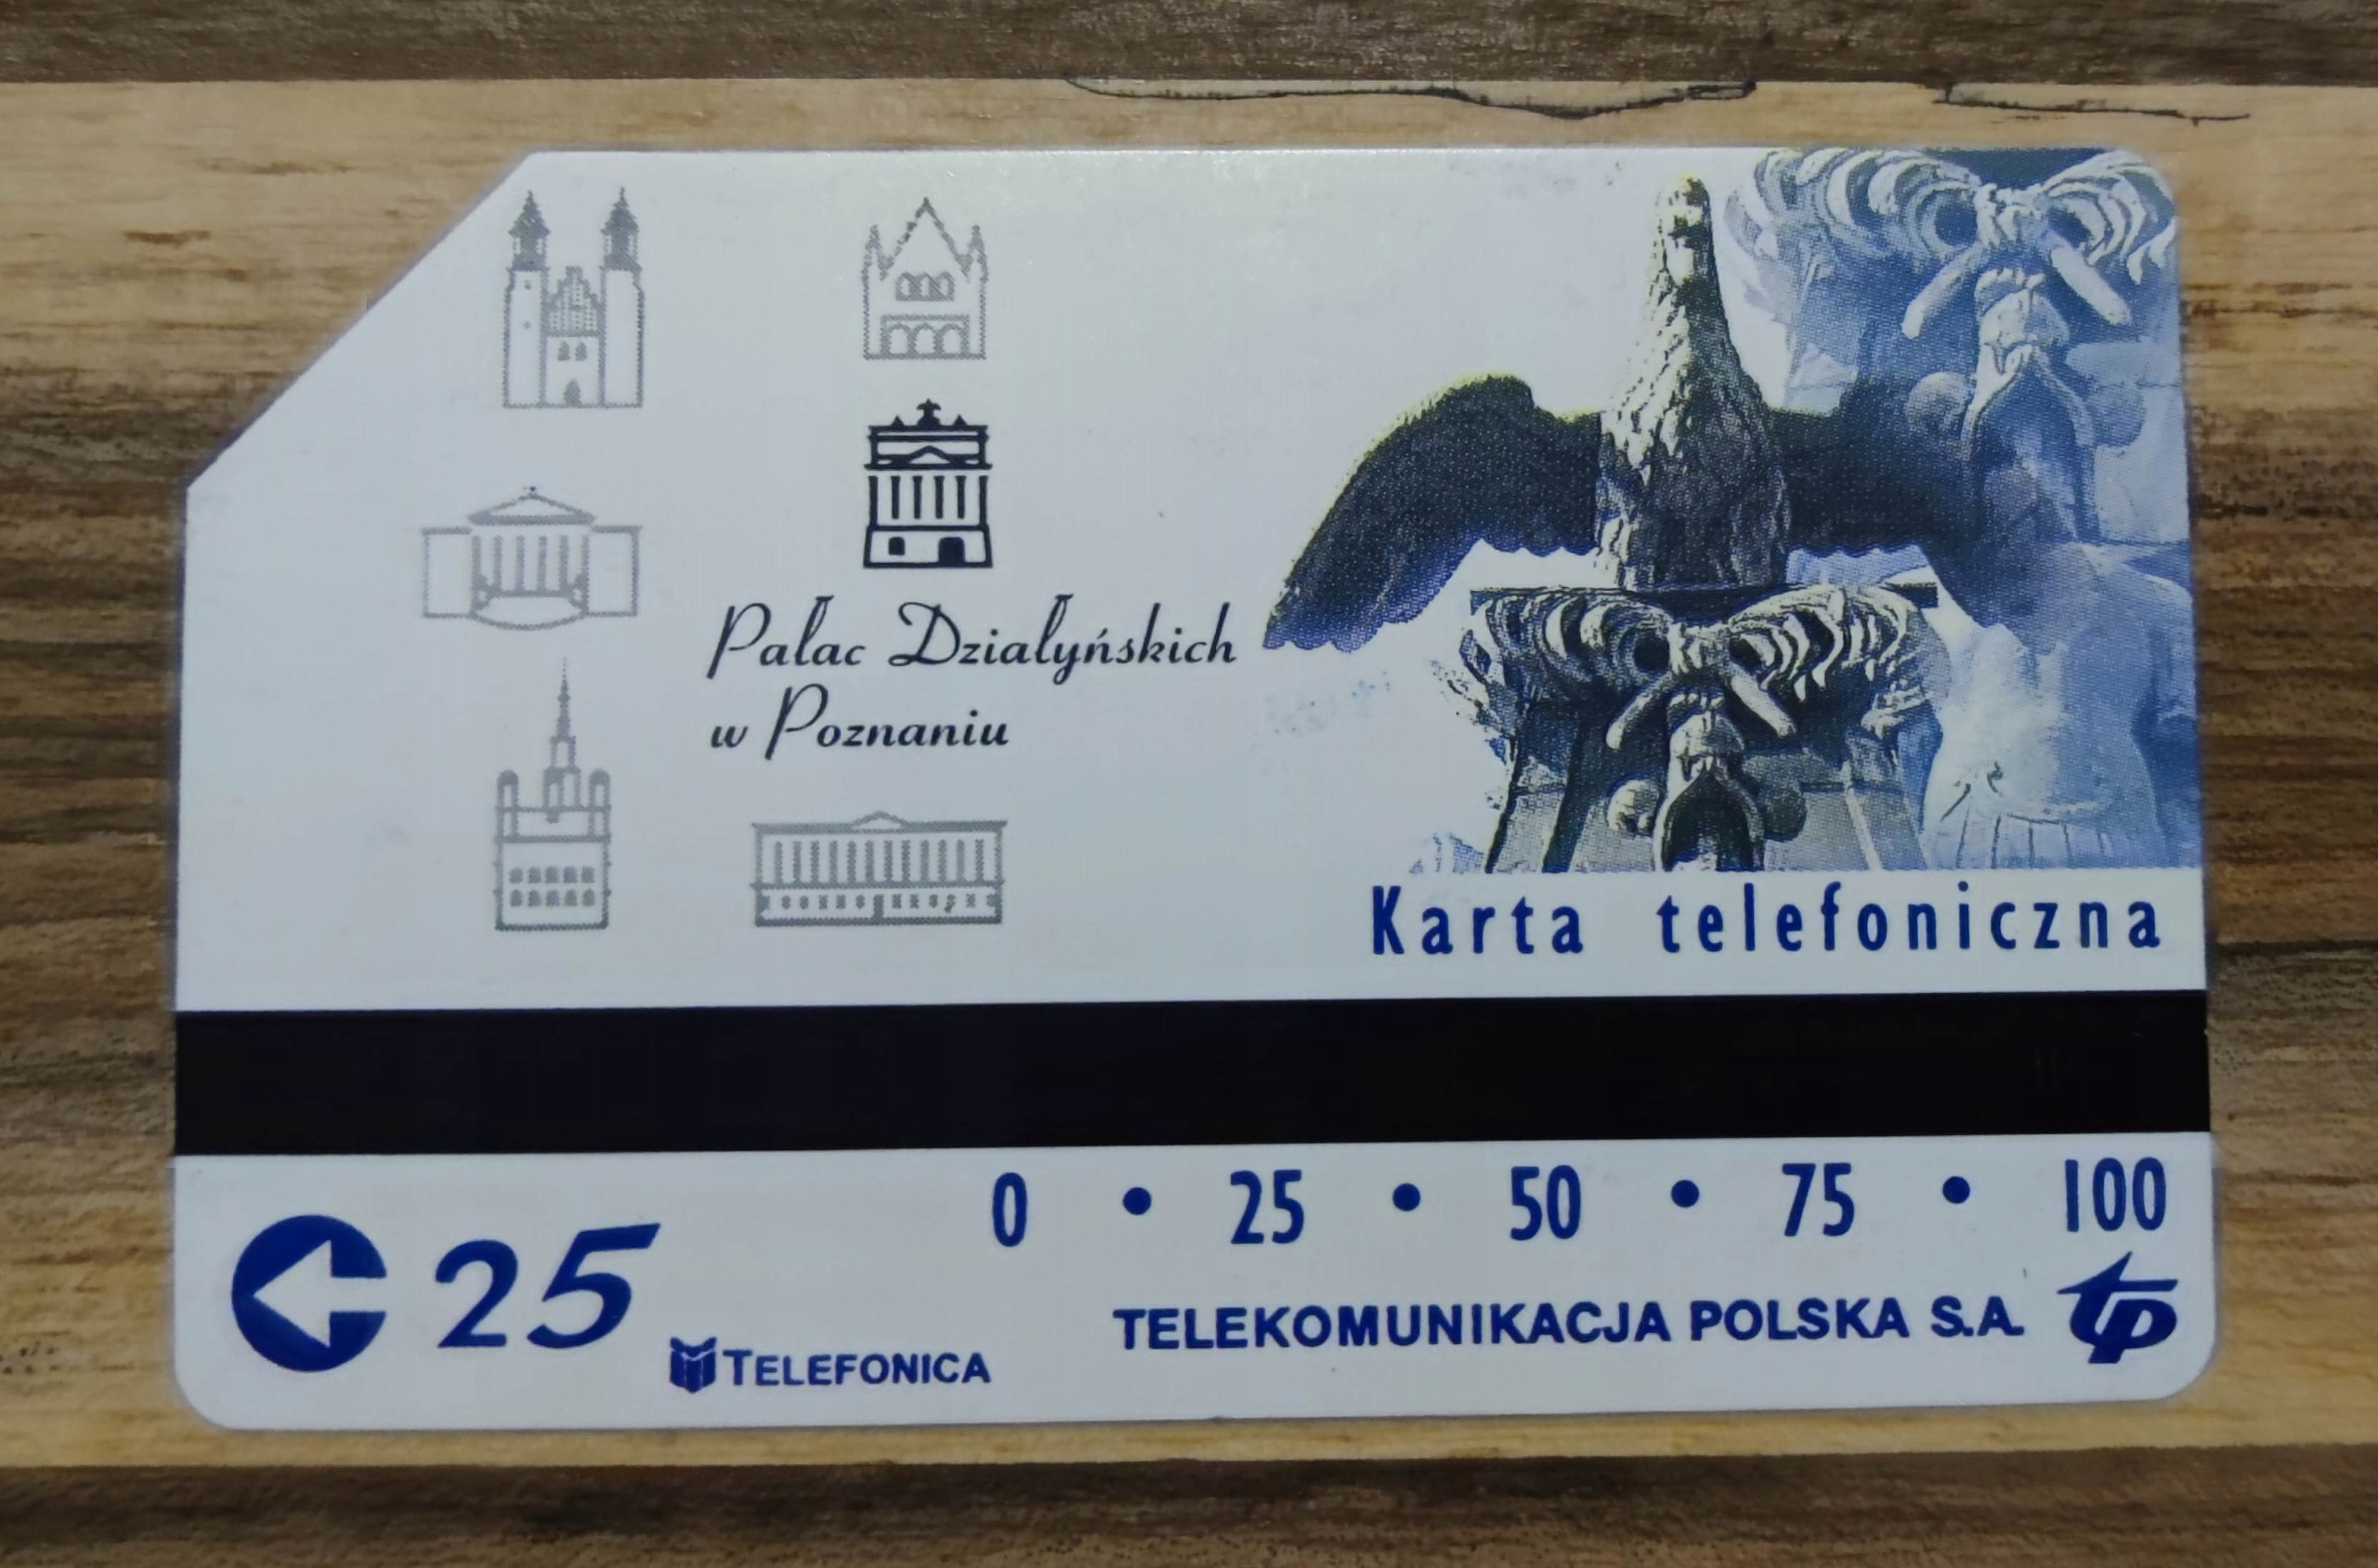 Pałac Działyńskich
w Poznaniu
Karta telefoniczna
0 • 25 • 50 • 75 • 100
25
TELEFONICA
TELEKOMUNIKACJA POLSKA S.A.
tp